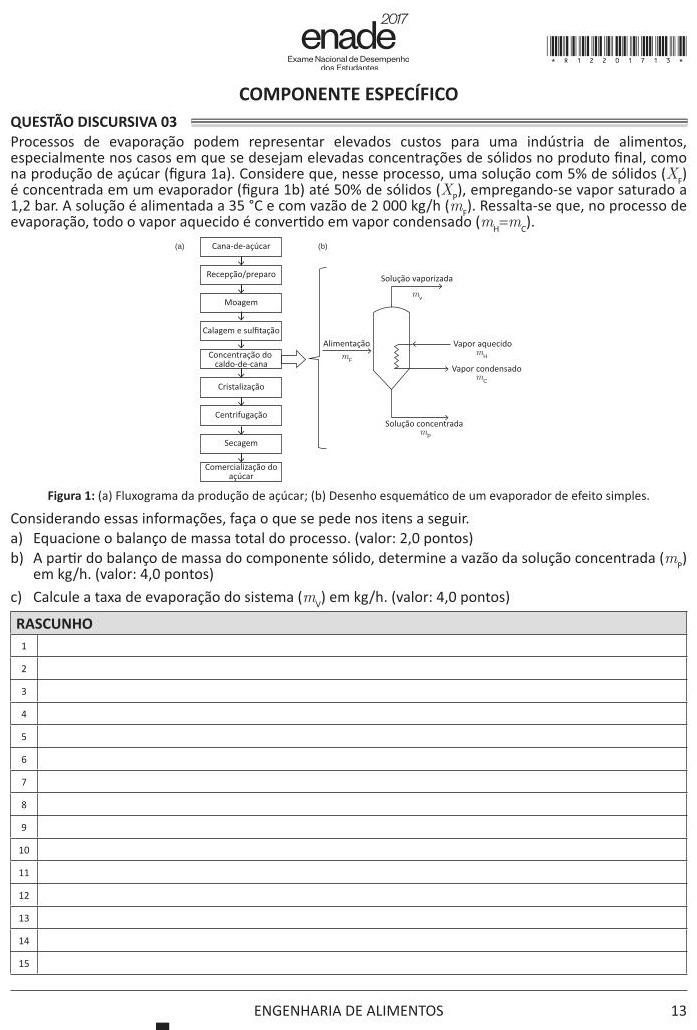 enade 2017
Exame Nacional de Desempenho
dos Estudantes
* R 1 2 2 0 1 7 1 3 *
COMPONENTE ESPECÍFICO
QUESTÃO DISCURSIVA 03
Processos de evaporação podem representar elevados custos para uma indústria de alimentos,
especialmente nos casos em que se desejam elevadas concentrações de sólidos no produto final, como
na produção de açúcar (figura 1a). Considere que, nesse processo, uma solução com 5% de sólidos (X_F)
é concentrada em um evaporador (figura 1b) até 50% de sólidos (X_P), empregando-se vapor saturado a
1,2 bar. A solução é alimentada a 35 °C e com vazão de 2 000 kg/h (m_F). Ressalta-se que, no processo de
evaporação, todo o vapor aquecido é convertido em vapor condensado (m_H=m_C).
(a)
Cana-de-açúcar
Recepção/preparo
Moagem
Calagem e sulfitação
Concentração do
caldo-de-cana
Cristalização
Centrifugação
Secagem
Comercialização do
açúcar
(b)
Solução vaporizada
m_v
Alimentação
m_F
Vapor aquecido
m_H
Vapor condensado
m_C
Solução concentrada
m_P
Figura 1: (a) Fluxograma da produção de açúcar; (b) Desenho esquemático de um evaporador de efeito simples.
Considerando essas informações, faça o que se pede nos itens a seguir.
a) Equacione o balanço de massa total do processo. (valor: 2,0 pontos)
b) A partir do balanço de massa do componente sólido, determine a vazão da solução concentrada (m_P)
em kg/h. (valor: 4,0 pontos)
c) Calcule a taxa de evaporação do sistema (m_V) em kg/h. (valor: 4,0 pontos)
RASCUNHO
1
2
3
4
5
6
7
8
9
10
11
12
13
14
15
ENGENHARIA DE ALIMENTOS
13